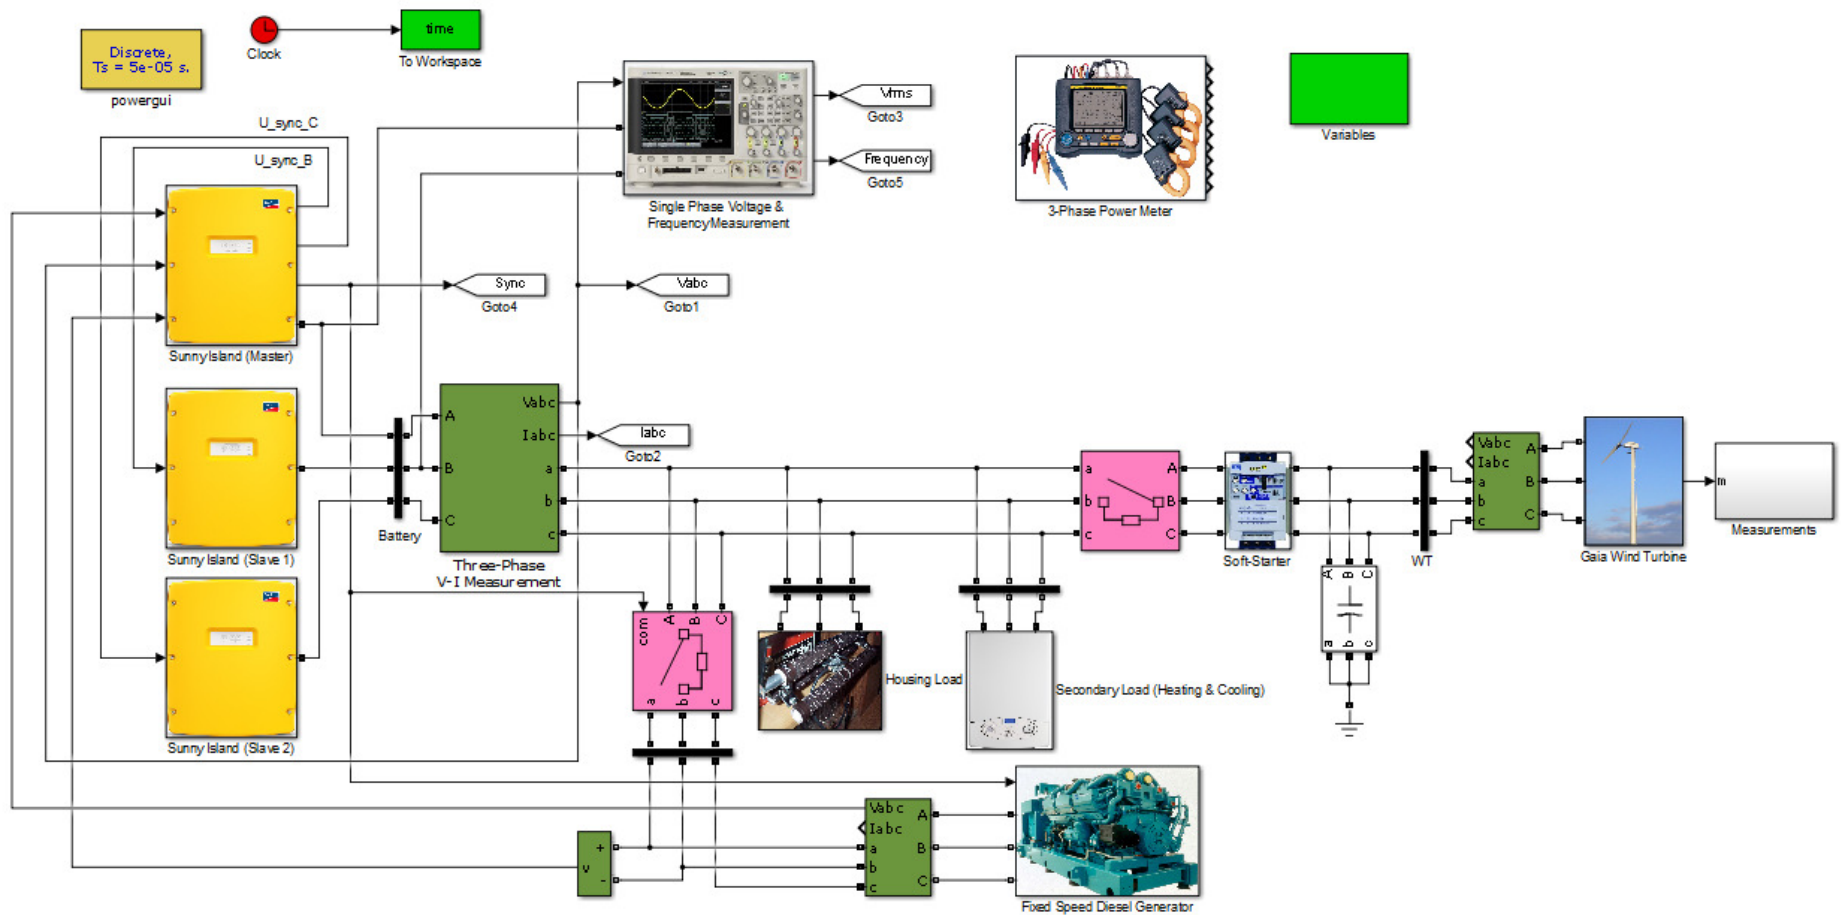 Discrete,
Ts = 5e-05 s.
powergui
Clock
time
To Workspace
U_sync_C
U_sync_B
Vrms
Goto3
Frequency
Goto5
Single Phase Voltage &
FrequencyMeasurement
3-Phase Power Meter
Variables
Sync
Goto4
Vabc
Goto1
SunnyIsland (Master)
Sunny Island (Slave 1)
Sunny Island (Slave 2)
Battery
A
B
C
Vabc
Iabc
a
b
c
Three-Phase
V-I Measurement
Iabc
Goto2
a
b
c
A
B
C
Soft-Starter
WT
Vabc
Iabc
a
b
c
A
B
C
Gaia Wind Turbine
m
Measurements
com
A
B
C
a
b
c
Housing Load
Secondary Load (Heating & Cooling)
A
B
C
a
b
c
v
+
-
Vabc
Iabc
a
b
c
A
B
C
Fixed Speed Diesel Generator